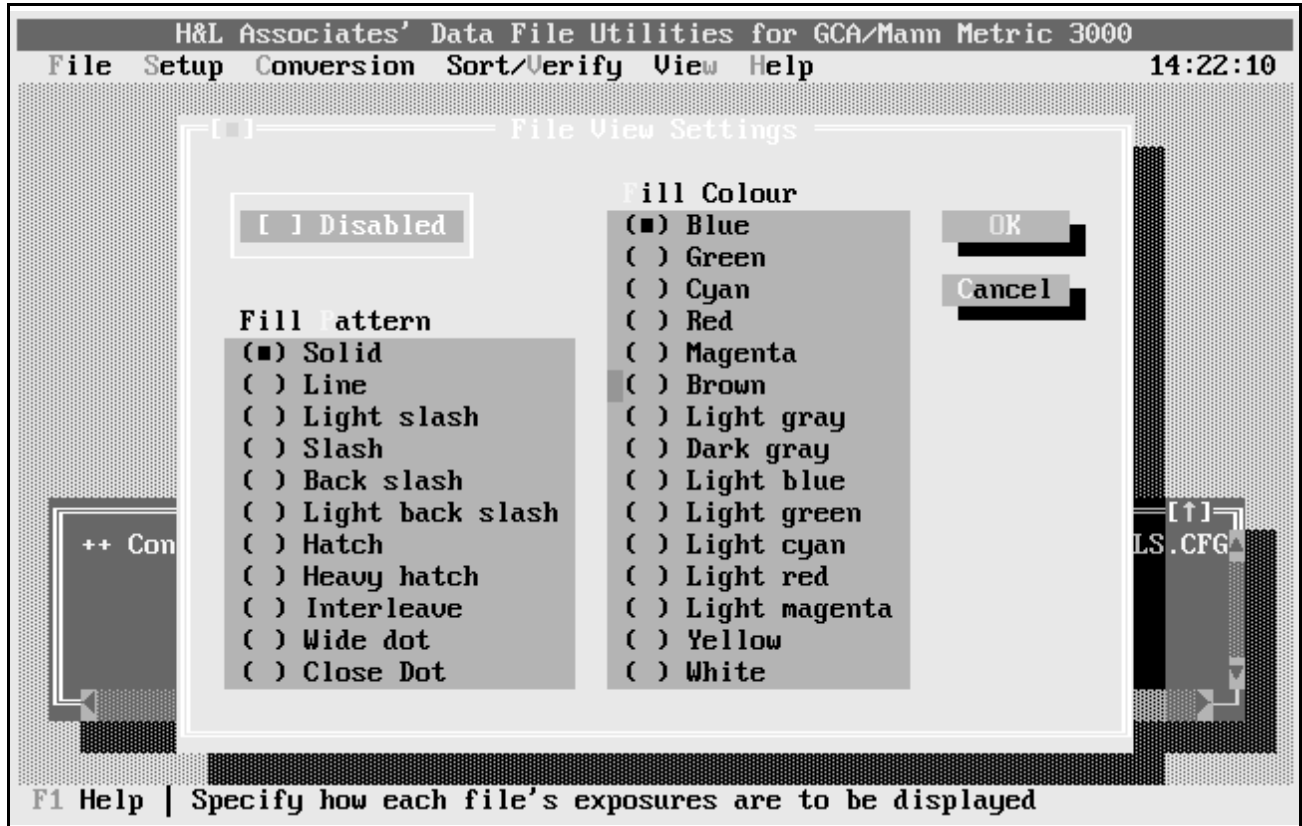 H&L Associates' Data File Utilities for GCA/Mann Metric 3000
File Setup Conversion Sort/Verify View Help 14:22:10
[■] File View Settings
[ ] Disabled
Fill Pattern
(■) Solid
( ) Line
( ) Light slash
( ) Slash
( ) Back slash
( ) Light back slash
( ) Hatch
( ) Heavy hatch
( ) Interleave
( ) Wide dot
( ) Close Dot
Fill Colour
(■) Blue
( ) Green
( ) Cyan
( ) Red
( ) Magenta
( ) Brown
( ) Light gray
( ) Dark gray
( ) Light blue
( ) Light green
( ) Light cyan
( ) Light red
( ) Light magenta
( ) Yellow
( ) White
OK
Cancel
[↑]
++ Con
LS.CFG
F1 Help | Specify how each file's exposures are to be displayed